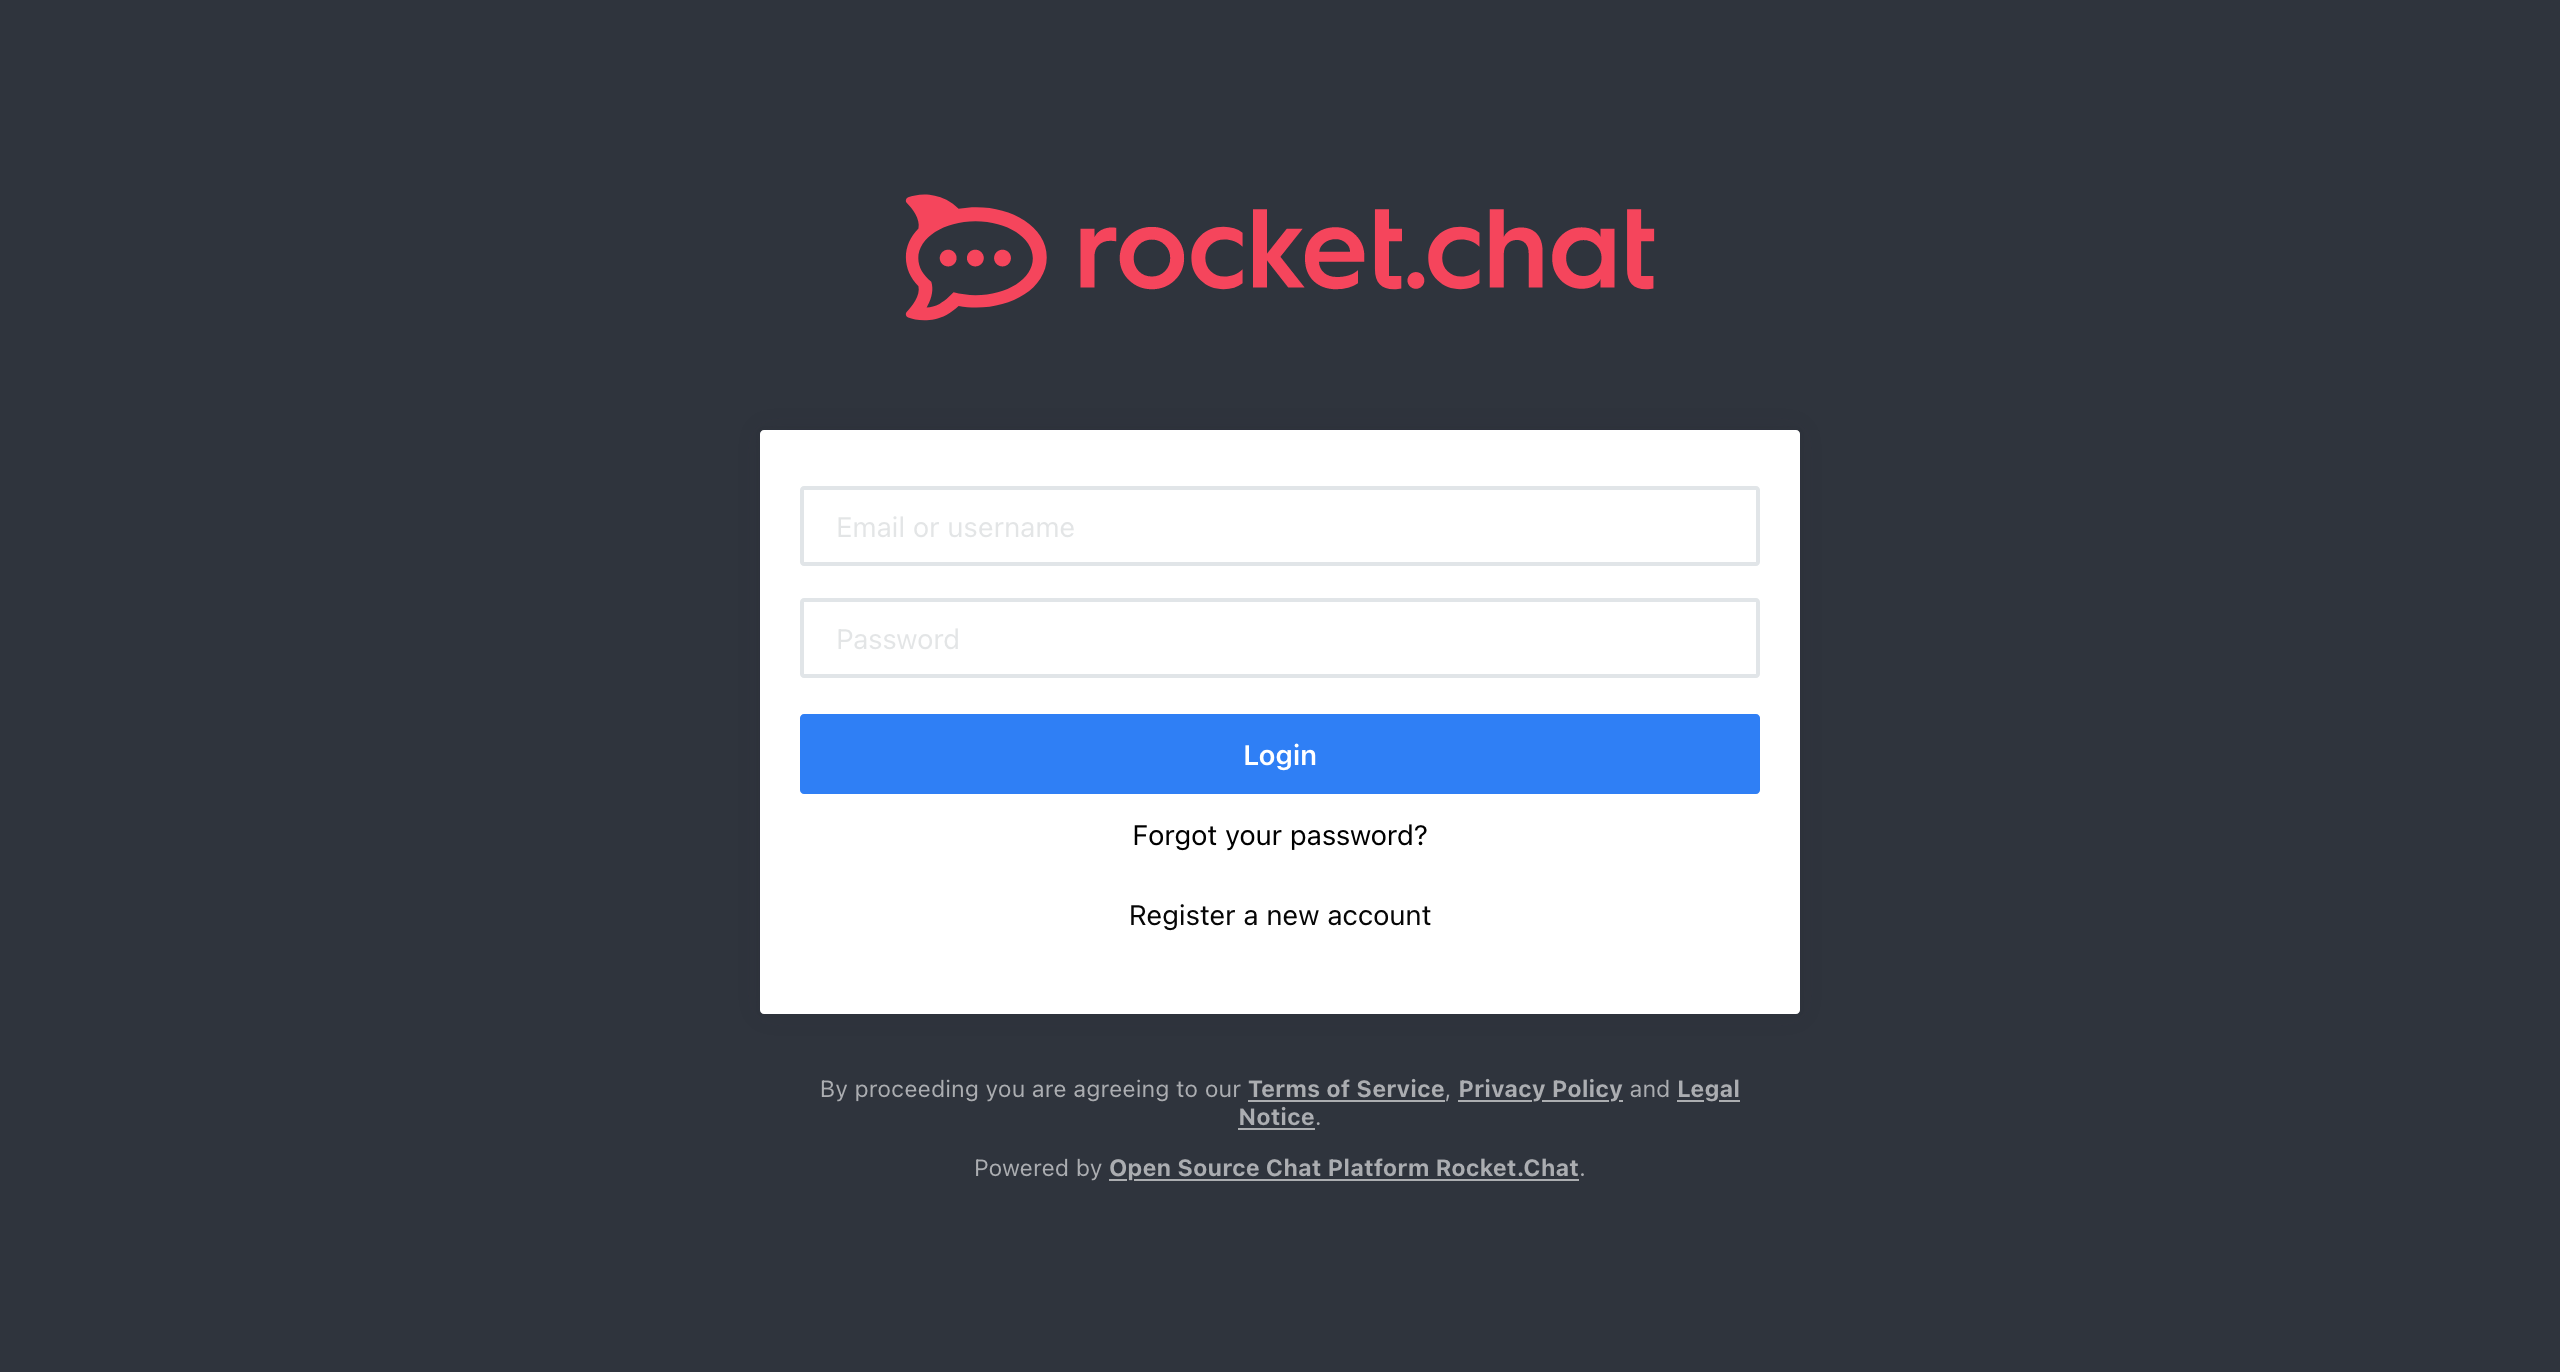 rocket.chat
Email or username
Password
Login
Forgot your password?
Register a new account
By proceeding you are agreeing to our Terms of Service, Privacy Policy and Legal
Notice.
Powered by Open Source Chat Platform Rocket.Chat.